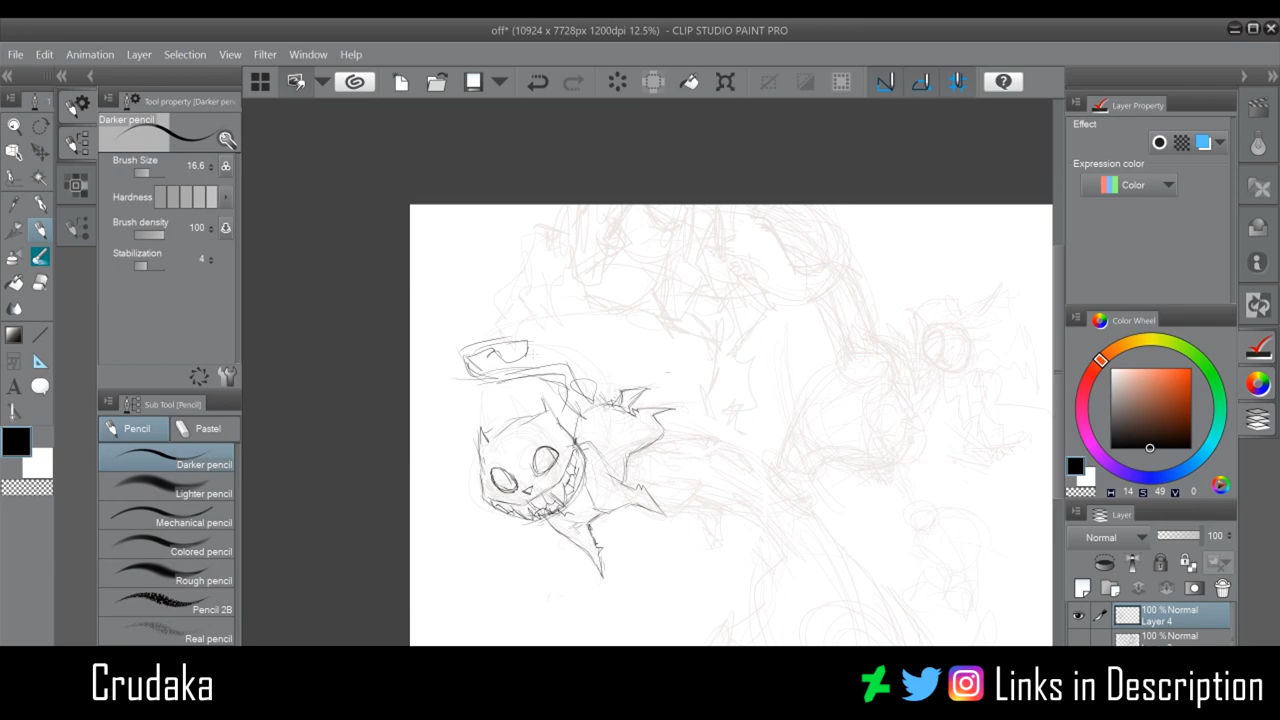 off* (10924 x 7728px 1200dpi 12.5%) - CLIP STUDIO PAINT PRO
File Edit Animation Layer Selection View Filter Window Help
Tool property [Darker pen
Darker pencil
Brush Size 16.6
Hardness
Brush density 100
Stabilization 4
Sub Tool [Pencil]
Pencil Pastel
Darker pencil
Lighter pencil
Mechanical pencil
Colored pencil
Rough pencil
Pencil 2B
Real pencil
Layer Property
Effect
Expression color
Color
Color Wheel
H 14 S 49 V 0
Layer
Normal 100
100 % Normal
Layer 4
100 % Normal
Crudaka
Links in Description